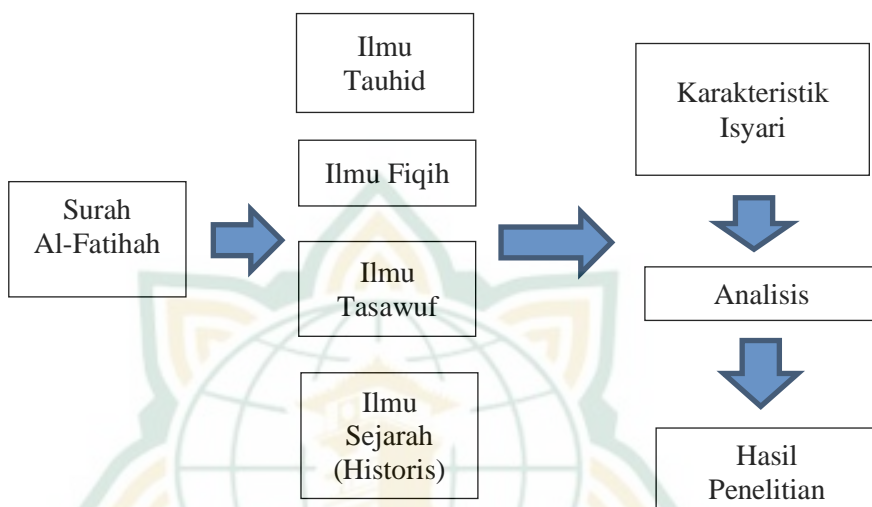 Surah
Al-Fatihah
Ilmu
Tauhid
Ilmu Fiqih
Ilmu
Tasawuf
Ilmu
Sejarah
(Historis)
Karakteristik
Isyari
Analisis
Hasil
Penelitian